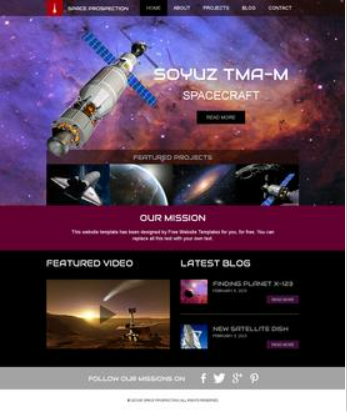 SPACE PROSPECTION
HOME ABOUT PROJECTS BLOG CONTACT
SOYUZ TMA-M
SPACECRAFT
READ MORE
FEATURED PROJECTS
OUR MISSION
This website template has been designed by Free Website Templates for you, for free. You can
replace all this text with your own text.
FEATURED VIDEO
LATEST BLOG
FINDING PLANET X-123
READ MORE
NEW SATELLITE DISH
READ MORE
FOLLOW OUR MISSIONS ON